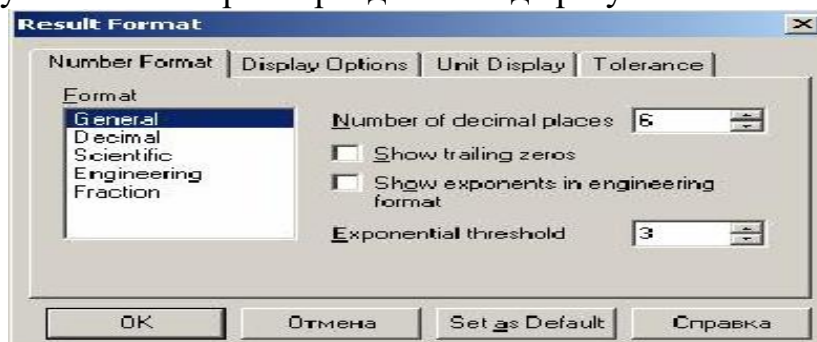 Result Format
Number Format Display Options Unit Display Tolerance
Format
General
Decimal
Scientific
Engineering
Fraction
Number of decimal places 6
Show trailing zeros
Show exponents in engineering
format
Exponential threshold 3
OK Отмена Set as Default Справка